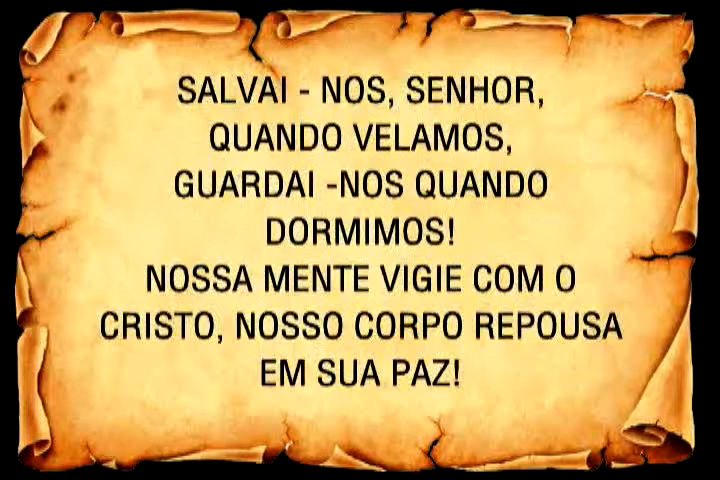 SALVAI - NOS, SENHOR,
QUANDO VELAMOS,
GUARDAI -NOS QUANDO
DORMIMOS!
NOSSA MENTE VIGIE COM O
CRISTO, NOSSO CORPO REPOUSA
EM SUA PAZ!